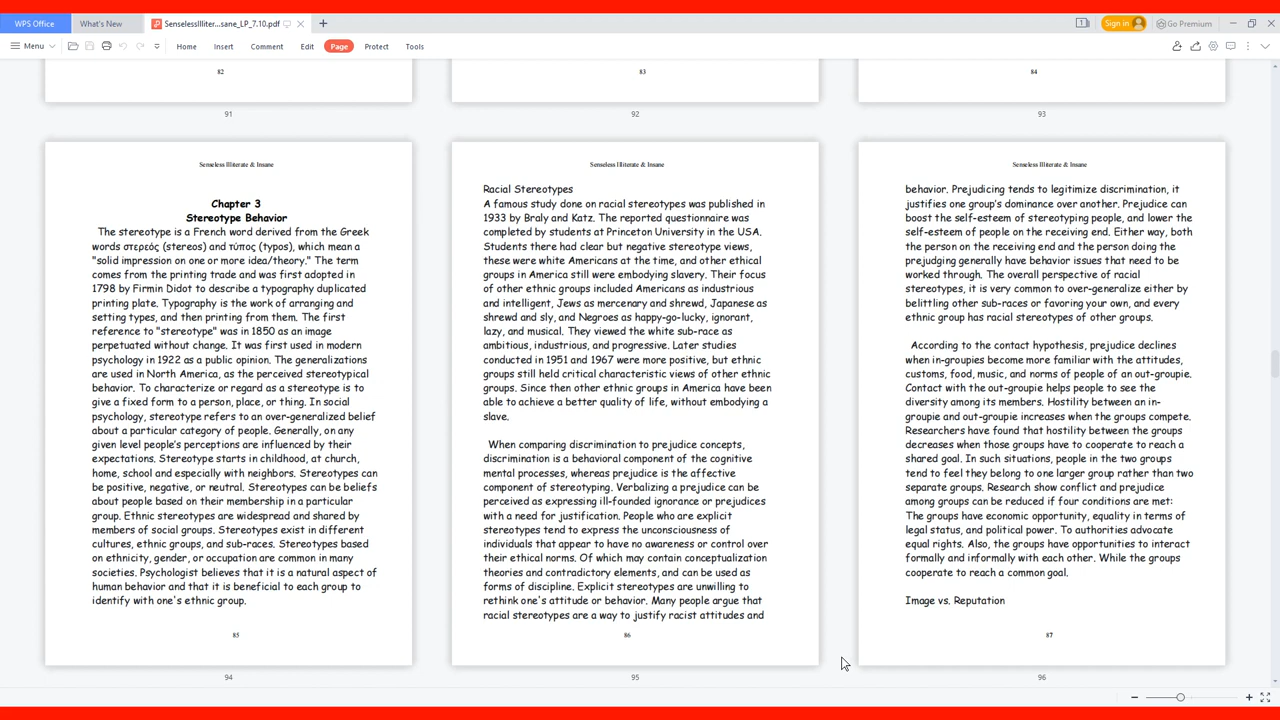 WPS Office
What's New
SenselessIlliter...sane_LP_7.10.pdf
Sign in
Go Premium
Menu
Home
Insert
Comment
Edit
Page
Protect
Tools
82
83
84
91
92
93
Senseless Illiterate & Insane
Chapter 3
Stereotype Behavior
The stereotype is a French word derived from the Greek
words στερεός (stereos) and τύπος (typos), which mean a
"solid impression on one or more idea/theory." The term
comes from the printing trade and was first adopted in
1798 by Firmin Didot to describe a typography duplicated
printing plate. Typography is the work of arranging and
setting types, and then printing from them. The first
reference to "stereotype" was in 1850 as an image
perpetuated without change. It was first used in modern
psychology in 1922 as a public opinion. The generalizations
are used in North America, as the perceived stereotypical
behavior. To characterize or regard as a stereotype is to
give a fixed form to a person, place, or thing. In social
psychology, stereotype refers to an over-generalized belief
about a particular category of people. Generally, on any
given level people's perceptions are influenced by their
expectations. Stereotype starts in childhood, at church,
home, school and especially with neighbors. Stereotypes can
be positive, negative, or neutral. Stereotypes can be beliefs
about people based on their membership in a particular
group. Ethnic stereotypes are widespread and shared by
members of social groups. Stereotypes exist in different
cultures, ethnic groups, and sub-races. Stereotypes based
on ethnicity, gender, or occupation are common in many
societies. Psychologist believes that it is a natural aspect of
human behavior and that it is beneficial to each group to
identify with one's ethnic group.
85
94
Senseless Illiterate & Insane
Racial Stereotypes
A famous study done on racial stereotypes was published in
1933 by Braly and Katz. The reported questionnaire was
completed by students at Princeton University in the USA.
Students there had clear but negative stereotype views,
these were white Americans at the time, and other ethical
groups in America still were embodying slavery. Their focus
of other ethnic groups included Americans as industrious
and intelligent, Jews as mercenary and shrewd, Japanese as
shrewd and sly, and Negroes as happy-go-lucky, ignorant,
lazy, and musical. They viewed the white sub-race as
ambitious, industrious, and progressive. Later studies
conducted in 1951 and 1967 were more positive, but ethnic
groups still held critical characteristic views of other ethnic
groups. Since then other ethnic groups in America have been
able to achieve a better quality of life, without embodying a
slave.
When comparing discrimination to prejudice concepts,
discrimination is a behavioral component of the cognitive
mental processes, whereas prejudice is the affective
component of stereotyping. Verbalizing a prejudice can be
perceived as expressing ill-founded ignorance or prejudices
with a need for justification. People who are explicit
stereotypes tend to express the unconsciousness of
individuals that appear to have no awareness or control over
their ethical norms. Of which may contain conceptualization
theories and contradictory elements, and can be used as
forms of discipline. Explicit stereotypes are unwilling to
rethink one's attitude or behavior. Many people argue that
racial stereotypes are a way to justify racist attitudes and
86
95
Senseless Illiterate & Insane
behavior. Prejudicing tends to legitimize discrimination, it
justifies one group's dominance over another. Prejudice can
boost the self-esteem of stereotyping people, and lower the
self-esteem of people on the receiving end. Either way, both
the person on the receiving end and the person doing the
prejudging generally have behavior issues that need to be
worked through. The overall perspective of racial
stereotypes, it is very common to over-generalize either by
belittling other sub-races or favoring your own, and every
ethnic group has racial stereotypes of other groups.
According to the contact hypothesis, prejudice declines
when in-groupies become more familiar with the attitudes,
customs, food, music, and norms of people of an out-groupie.
Contact with the out-groupie helps people to see the
diversity among its members. Hostility between an in-
groupie and out-groupie increases when the groups compete.
Researchers have found that hostility between the groups
decreases when those groups have to cooperate to reach a
shared goal. In such situations, people in the two groups
tend to feel they belong to one larger group rather than two
separate groups. Research show conflict and prejudice
among groups can be reduced if four conditions are met:
The groups have economic opportunity, equality in terms of
legal status, and political power. To authorities advocate
equal rights. Also, the groups have opportunities to interact
formally and informally with each other. While the groups
cooperate to reach a common goal.
Image vs. Reputation
87
96